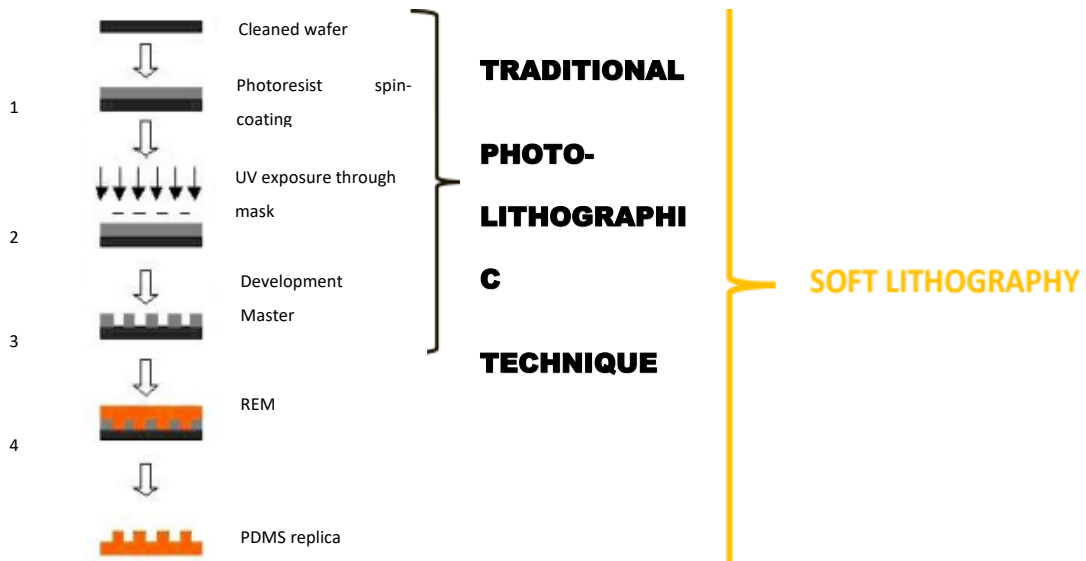 Cleaned wafer
1
Photoresist spin-
coating
UV exposure through
mask
2
Development
Master
3
REM
4
PDMS replica
TRADITIONAL
PHOTO-
LITHOGRAPHI
C
TECHNIQUE
SOFT LITHOGRAPHY